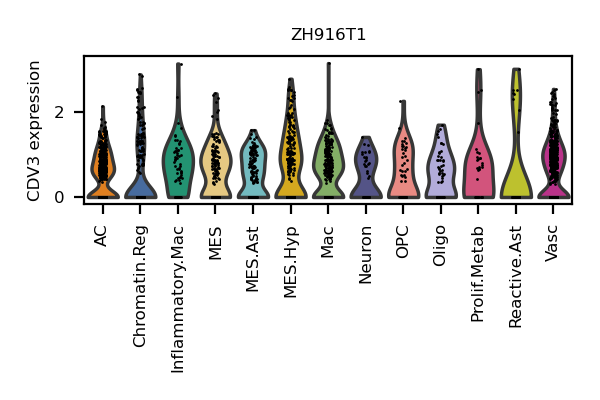 ZH916T1
CDV3 expression
2
0
AC
Chromatin.Reg
Inflammatory.Mac
MES
MES.Ast
MES.Hyp
Mac
Neuron
OPC
Oligo
Prolif.Metab
Reactive.Ast
Vasc